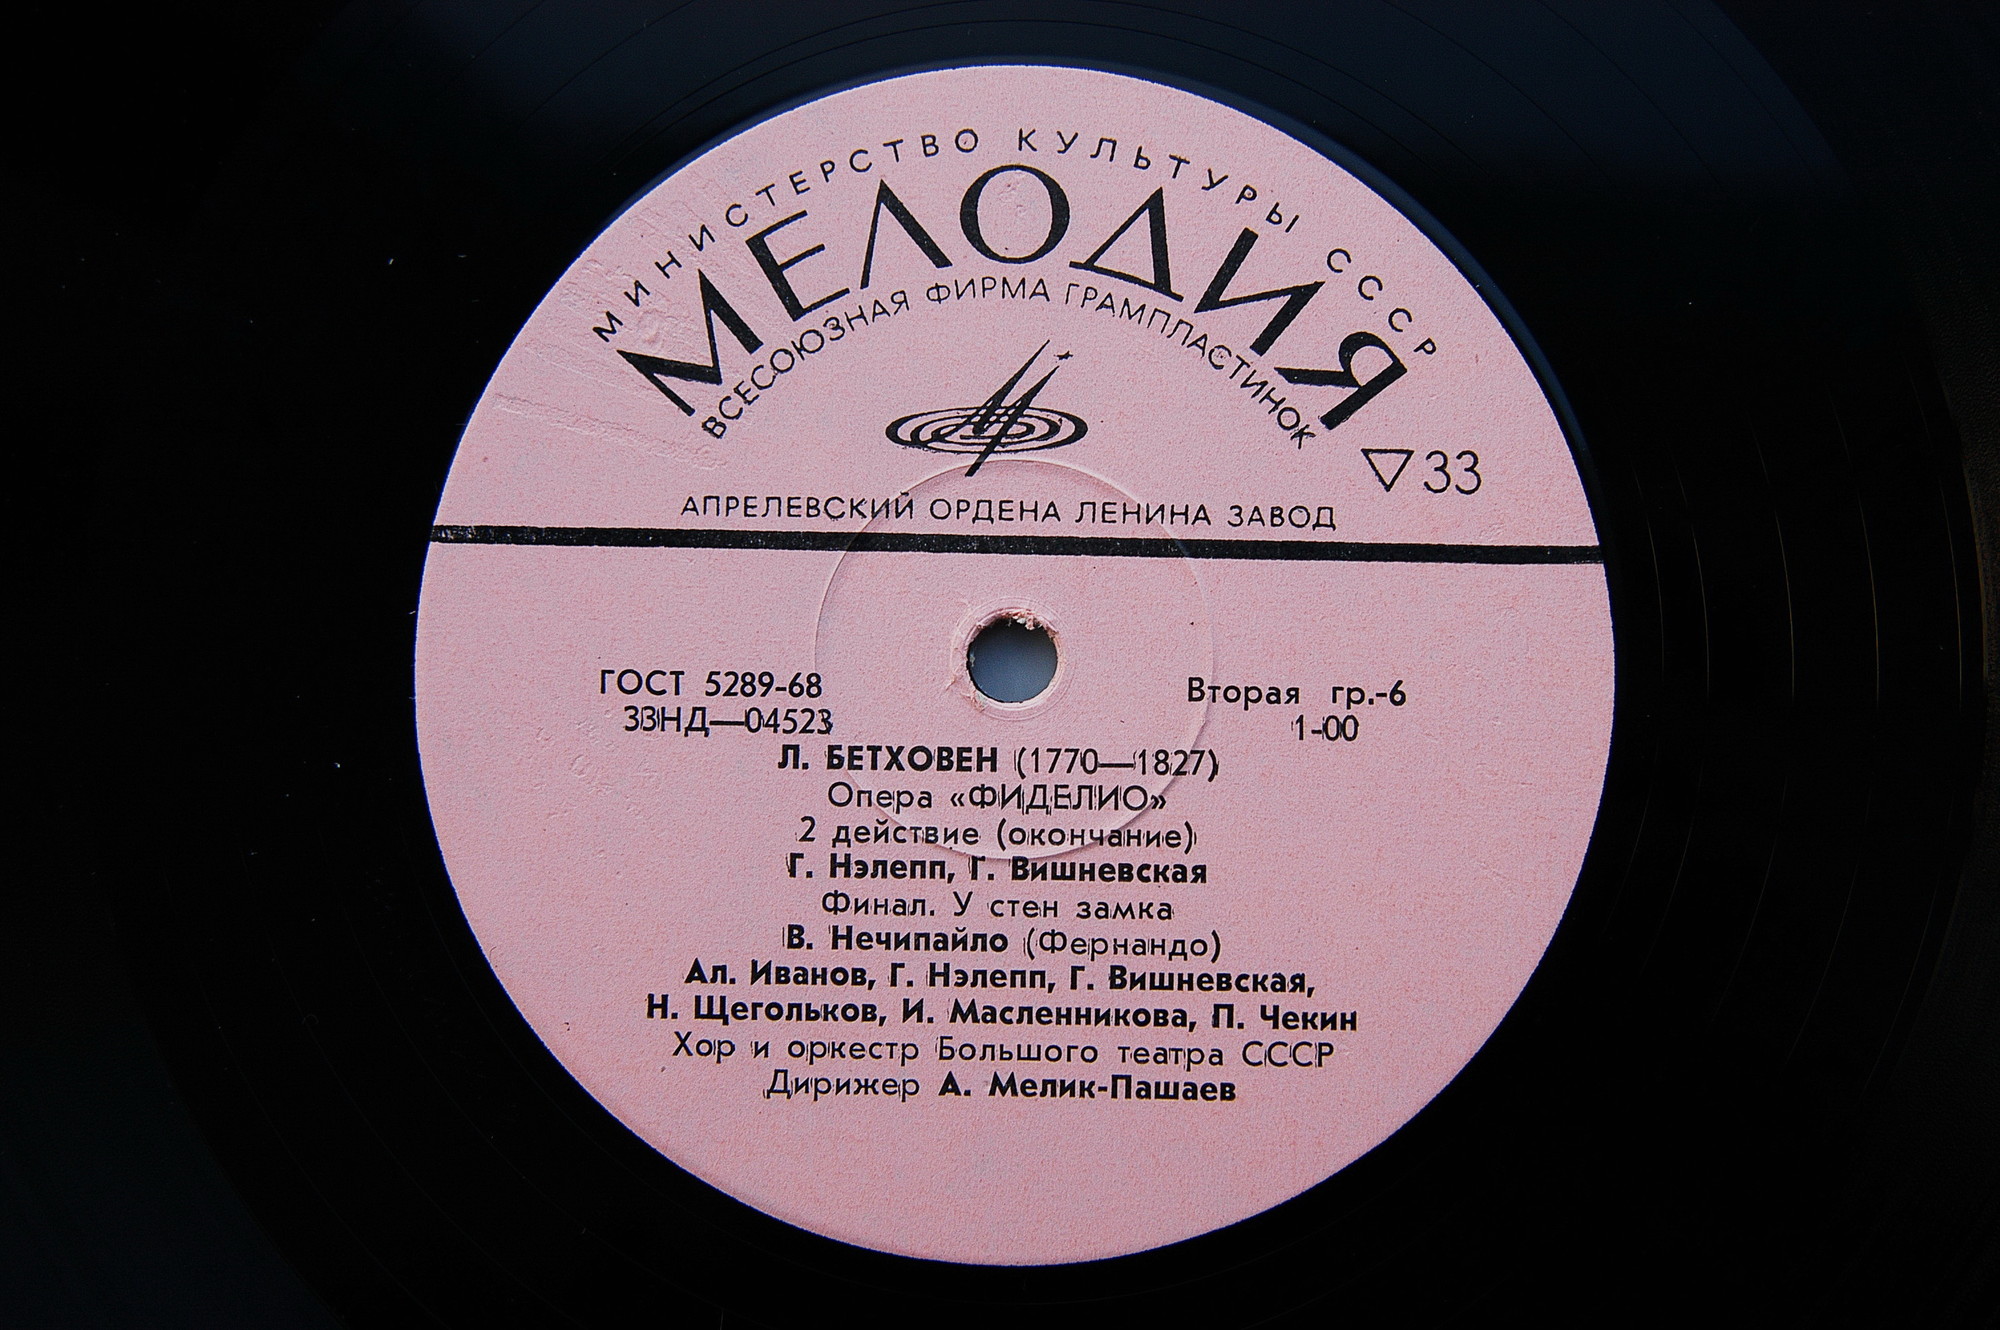 МИНИСТЕРСТВО КУЛЬТУРЫ СССР
МЕЛОДИЯ
ВСЕСОЮЗНАЯ ФИРМА ГРАМПЛАСТИНОК
▽33
АПРЕЛЕВСКИЙ ОРДЕНА ЛЕНИНА ЗАВОД
ГОСТ 5289-68
Вторая гр.-6
33НД—04523
1-00
Л. БЕТХОВЕН (1770—1827)
Опера «ФИДЕЛИО»
2 действие (окончание)
Г. Нэлепп, Г. Вишневская
Финал. У стен замка
В. Нечипайло (Фернандо)
Ал. Иванов, Г. Нэлепп, Г. Вишневская,
Н. Щегольков, И. Масленникова, П. Чекин
Хор и оркестр Большого театра СССР
Дирижер А. Мелик-Пашаев